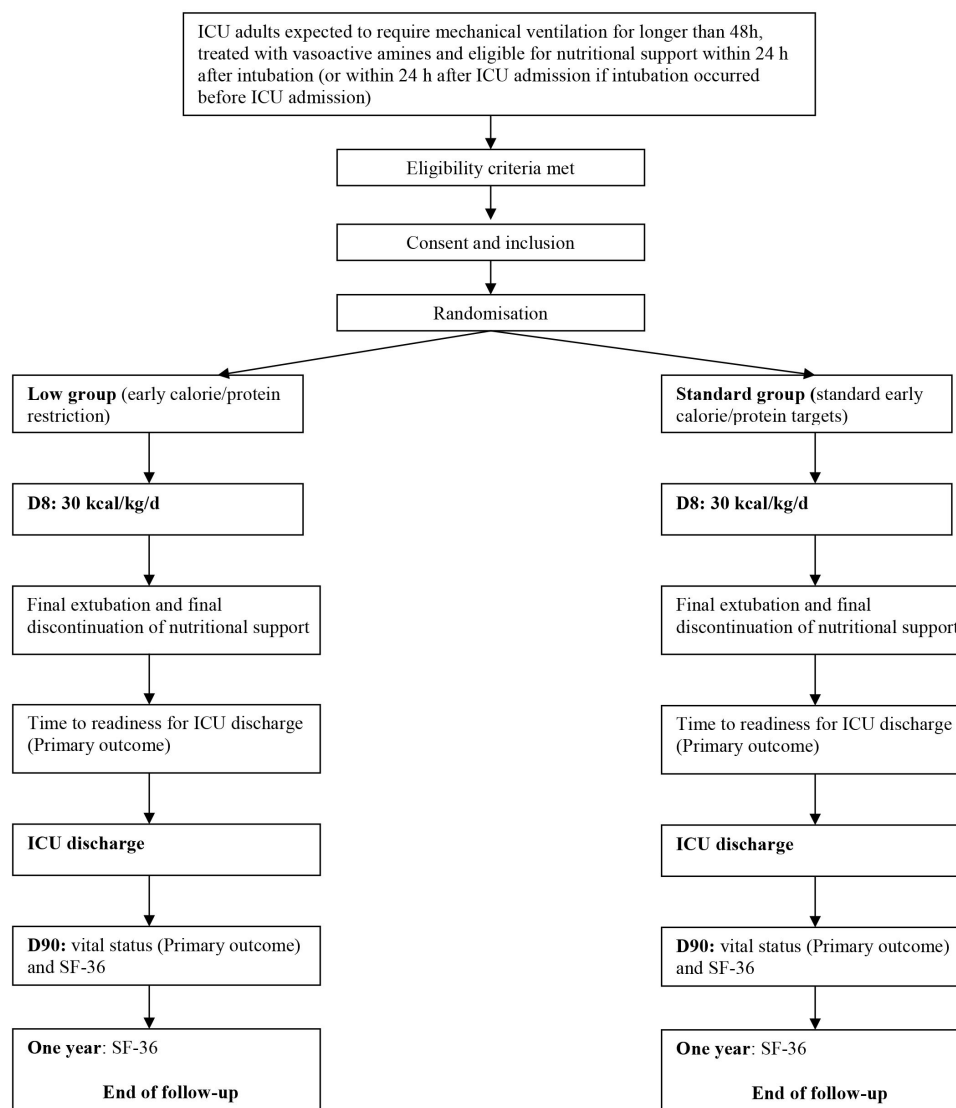 ICU adults expected to require mechanical ventilation for longer than 48h,
treated with vasoactive amines and eligible for nutritional support within 24 h
after intubation (or within 24 h after ICU admission if intubation occurred
before ICU admission)
Eligibility criteria met
Consent and inclusion
Randomisation
Low group (early calorie/protein
restriction)
D8: 30 kcal/kg/d
Final extubation and final
discontinuation of nutritional support
Time to readiness for ICU discharge
(Primary outcome)
ICU discharge
D90: vital status (Primary outcome)
and SF-36
One year: SF-36
End of follow-up
Standard group (standard early
calorie/protein targets)
D8: 30 kcal/kg/d
Final extubation and final
discontinuation of nutritional support
Time to readiness for ICU discharge
(Primary outcome)
ICU discharge
D90: vital status (Primary outcome)
and SF-36
One year: SF-36
End of follow-up